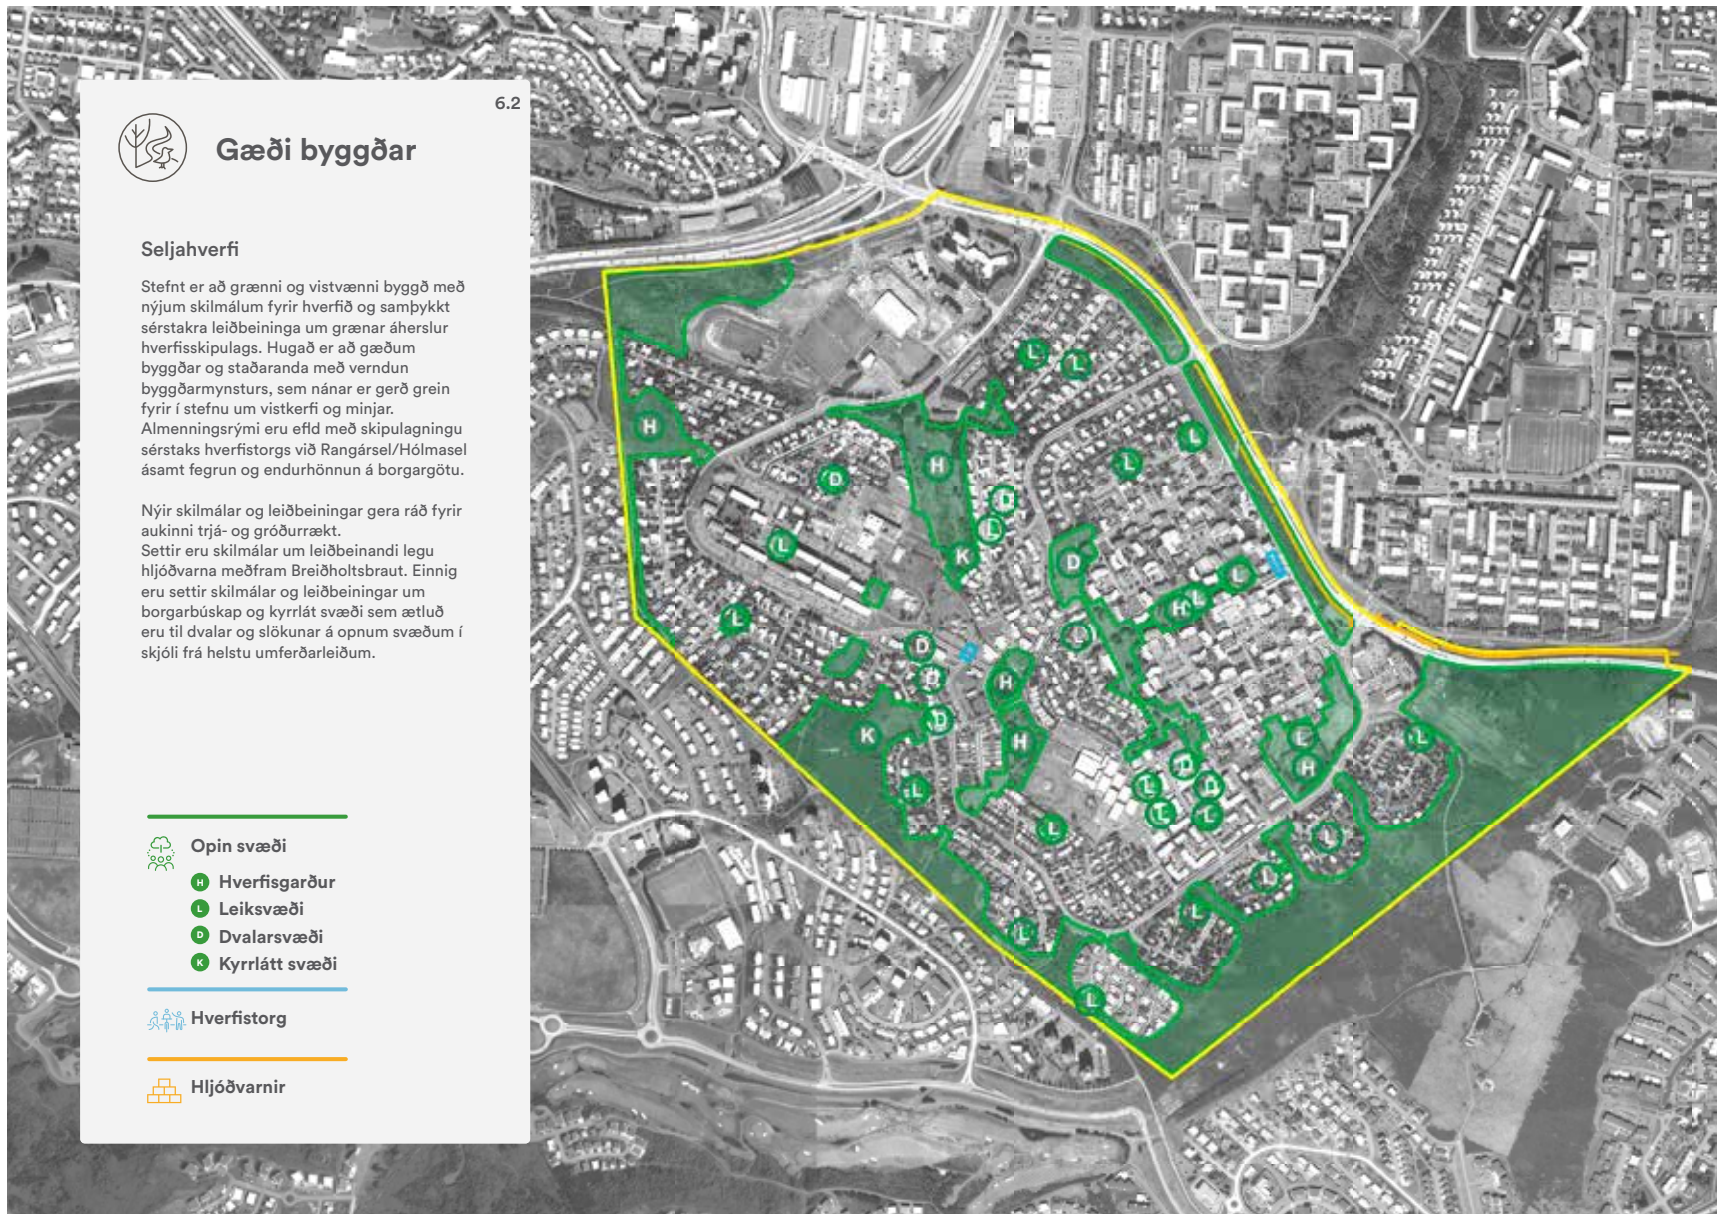 6.2
Gæði byggðar
Seljahverfi
Stefnt er að grænni og vistvænni byggð með
nýjum skilmálum fyrir hverfið og samþykkt
sérstakra leiðbeininga um grænar áherslur
hverfisskipulags. Hugað er að gæðum
byggðar og staðaranda með verndun
byggðarmynsturs, sem nánar er gerð grein
fyrir í stefnu um vistkerfi og minjar.
Almenningsrými eru efld með skipulagningu
sérstaks hverfistorgs við Rangársel/Hólmasel
ásamt fegrun og endurhönnun á borgargötu.
Nýir skilmálar og leiðbeiningar gera ráð fyrir
aukinni trjá- og gróðurrækt.
Settir eru skilmálar um leiðbeinandi legu
hljóðvarna meðfram Breiðholtsbraut. Einnig
eru settir skilmálar og leiðbeiningar um
borgarbúskap og kyrrlát svæði sem ætluð
eru til dvalar og slökunar á opnum svæðum í
skjóli frá helstu umferðarleiðum.
Opin svæði
H Hverfisgarður
L Leiksvæði
D Dvalarsvæði
K Kyrrlátt svæði
Hverfistorg
Hljóðvarnir
L
L
H
L
H
L
D
D
L
L
K
D
L
L
H
L
L
D
D
H
D
K
H
L
L
D
H
L
D
L
L
L
L
L
L
L
L
L